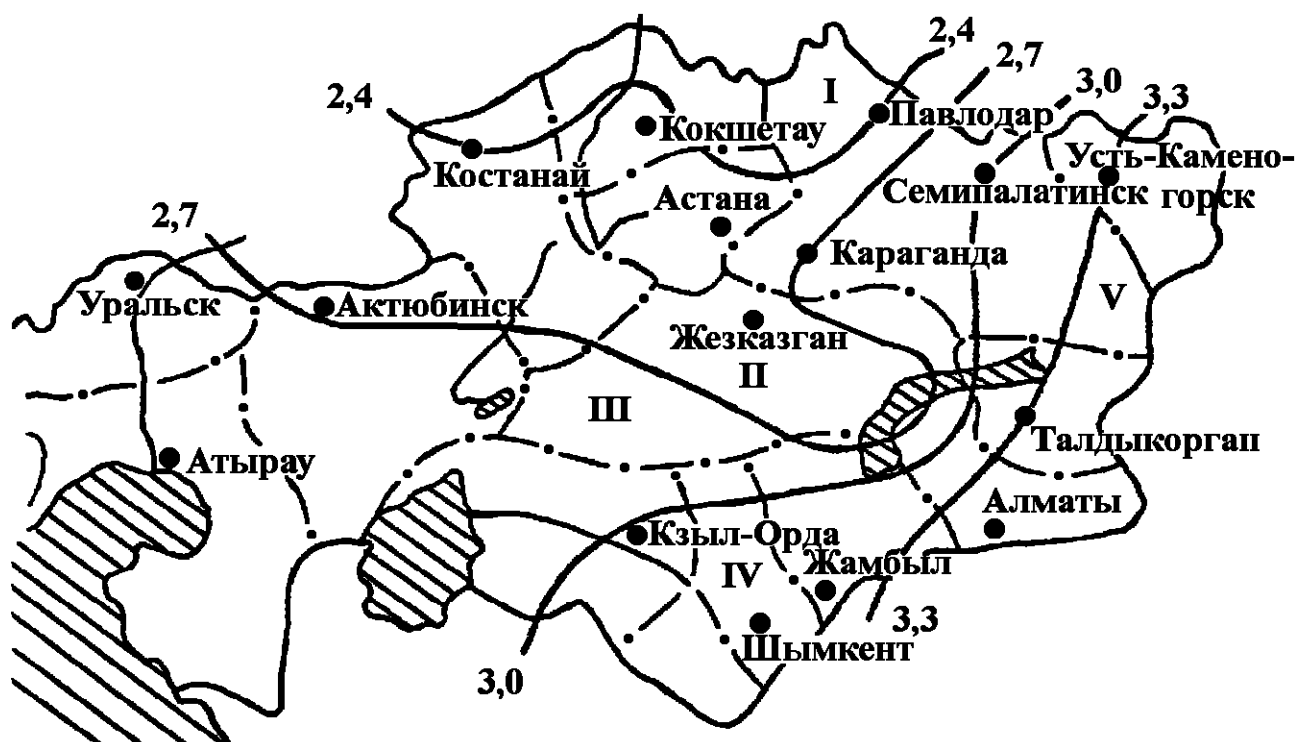 2,4
2,4
2,7
3,0
3,3
I
Павлодар
Кокшетау
Костанай
Усть-Камено-
горск
Семипалатинск
Астана
2,7
Караганда
Уральск
Актюбинск
V
Жезказган
II
III
Атырау
Талдыкорган
Алматы
Кзыл-Орда
Жамбыл
IV
3,3
Шымкент
3,0